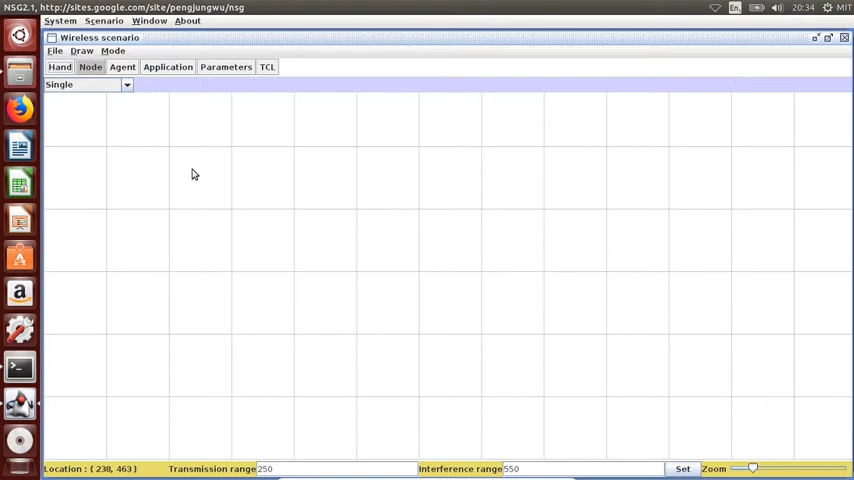 NSG2.1, http://sites.google.com/site/pengjungwu/nsg En 20:34 MIT
System Scenario Window About
Wireless scenario
File Draw Mode
Hand Node Agent Application Parameters TCL
Single
Location : ( 238, 463 ) Transmission range 250 Interference range 550 Set Zoom